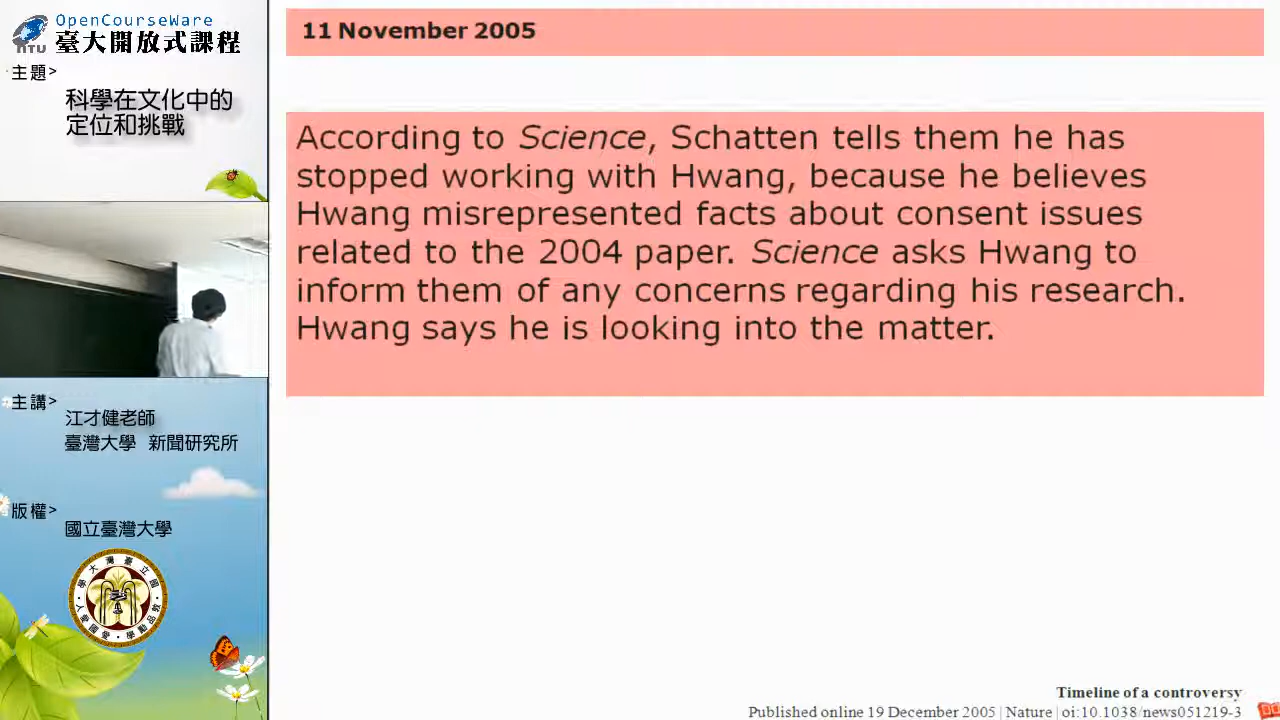 OpenCourseWare
NTU 臺大開放式課程
主題>
科學在文化中的
定位和挑戰
主講>
江才健老師
臺灣大學 新聞研究所
版權>
國立臺灣大學
11 November 2005
According to Science, Schatten tells them he has
stopped working with Hwang, because he believes
Hwang misrepresented facts about consent issues
related to the 2004 paper. Science asks Hwang to
inform them of any concerns regarding his research.
Hwang says he is looking into the matter.
Timeline of a controversy
Published online 19 December 2005 | Nature | oi:10.1038/news051219-3